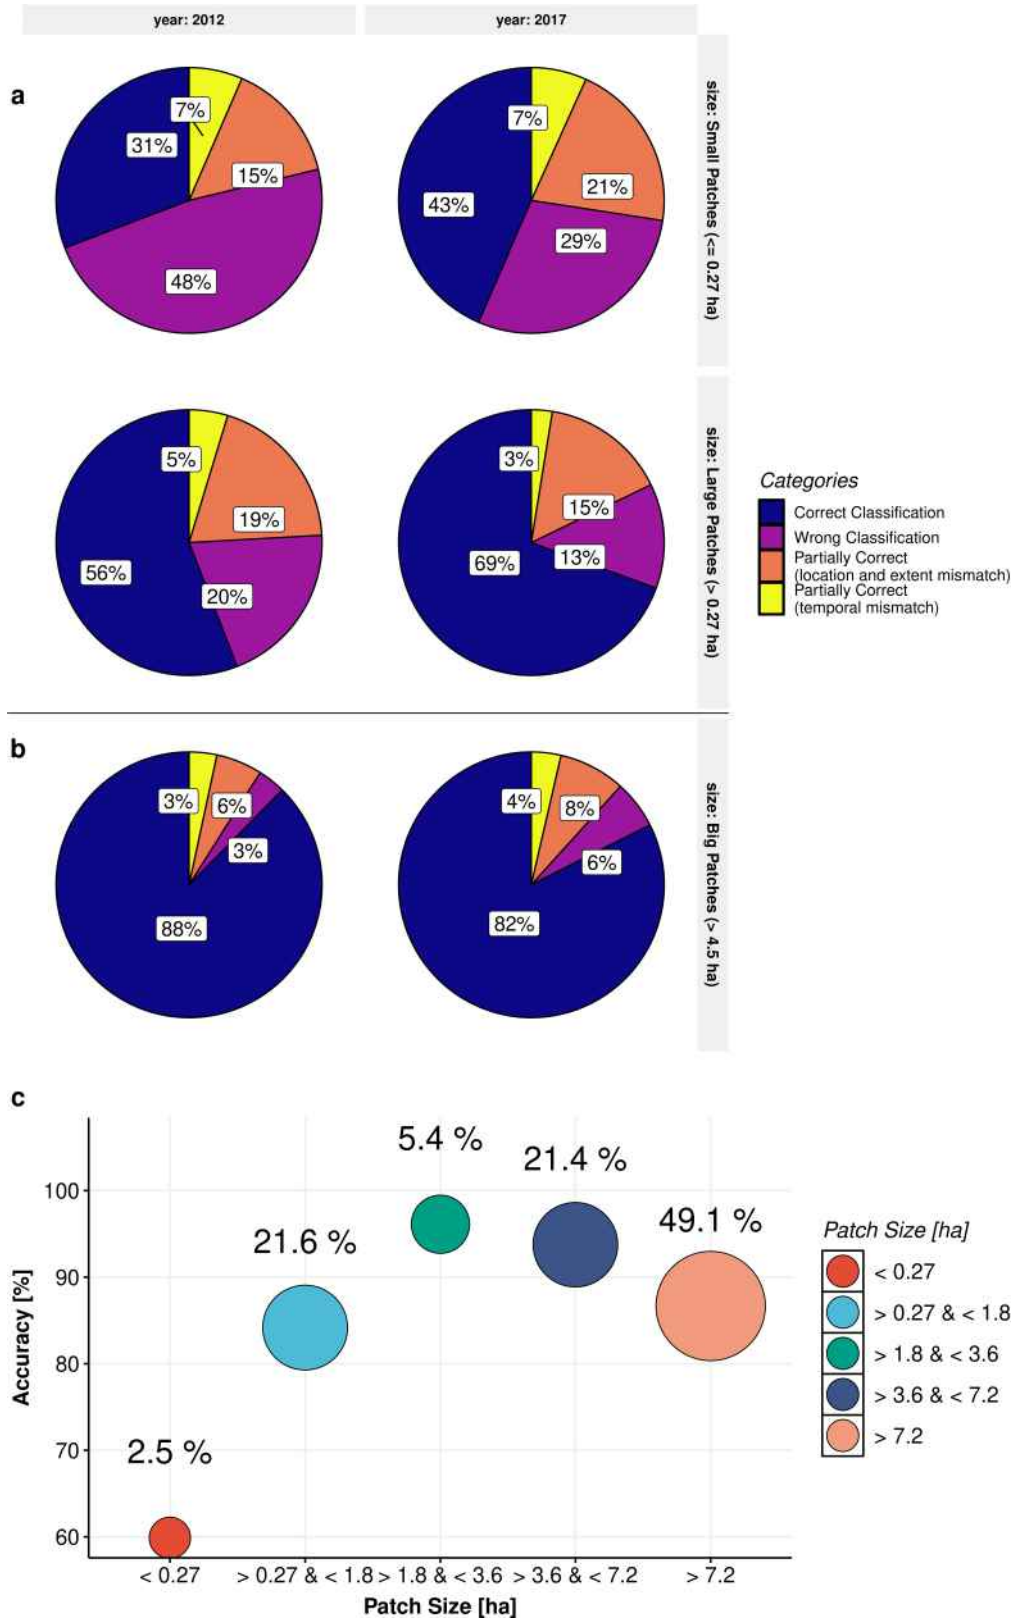 year: 2012
year: 2017
a
7%
31%
15%
48%
7%
21%
43%
29%
size: Small Patches (<= 0.27 ha)
5%
19%
56%
20%
3%
15%
69%
13%
size: Large Patches (> 0.27 ha)
Categories
Correct Classification
Wrong Classification
Partially Correct
(location and extent mismatch)
Partially Correct
(temporal mismatch)
b
3%
6%
3%
88%
4%
8%
6%
82%
size: Big Patches (> 4.5 ha)
c
5.4 %
21.4 %
49.1 %
21.6 %
2.5 %
100
90
80
70
60
Accuracy [%]
< 0.27
> 0.27 & < 1.8
> 1.8 & < 3.6
> 3.6 & < 7.2
> 7.2
Patch Size [ha]
Patch Size [ha]
< 0.27
> 0.27 & < 1.8
> 1.8 & < 3.6
> 3.6 & < 7.2
> 7.2